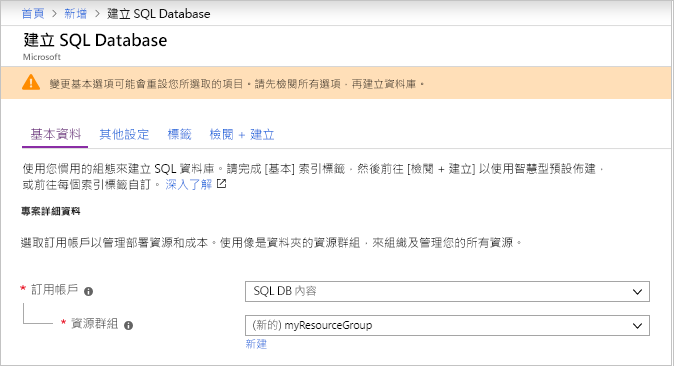 首頁 > 新增 > 建立 SQL Database
建立 SQL Database
Microsoft
變更基本選項可能會重設您所選取的項目。請先檢閱所有選項，再建立資料庫。
基本資料 其他設定 標籤 檢閱 + 建立
使用您慣用的組態來建立 SQL 資料庫。請完成 [基本] 索引標籤，然後前往 [檢閱 + 建立] 以使用智慧型預設佈建，
或前往每個索引標籤自訂。 深入了解
專案詳細資料
選取訂用帳戶以管理部署資源和成本。使用像是資料夾的資源群組，來組織及管理您的所有資源。
* 訂用帳戶 SQL DB 內容
* 資源群組 (新的) myResourceGroup
新建